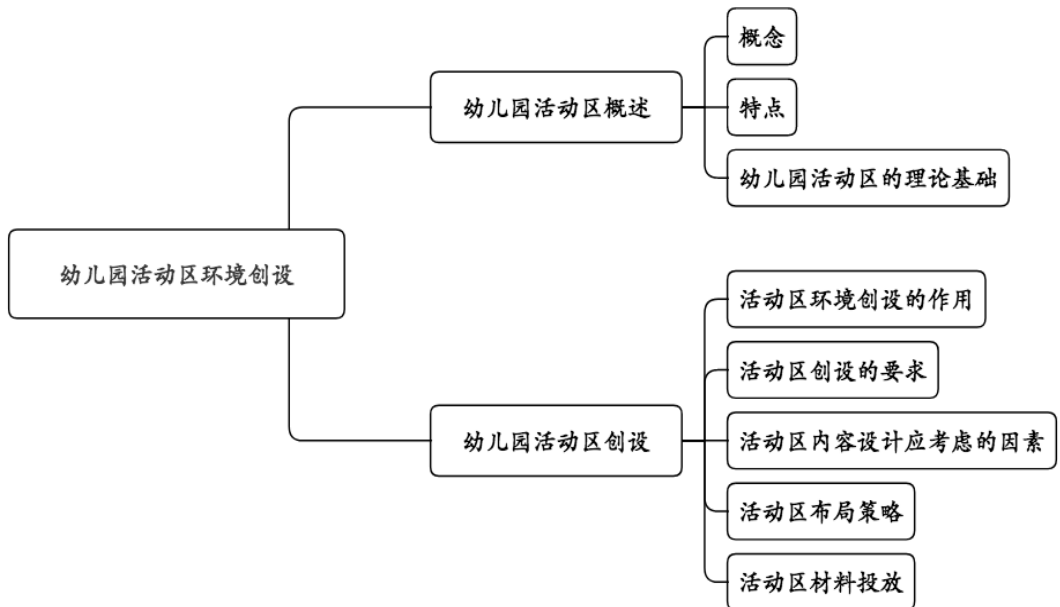 幼儿园活动区环境创设
幼儿园活动区概述
概念
特点
幼儿园活动区的理论基础
幼儿园活动区创设
活动区环境创设的作用
活动区创设的要求
活动区内容设计应考虑的因素
活动区布局策略
活动区材料投放